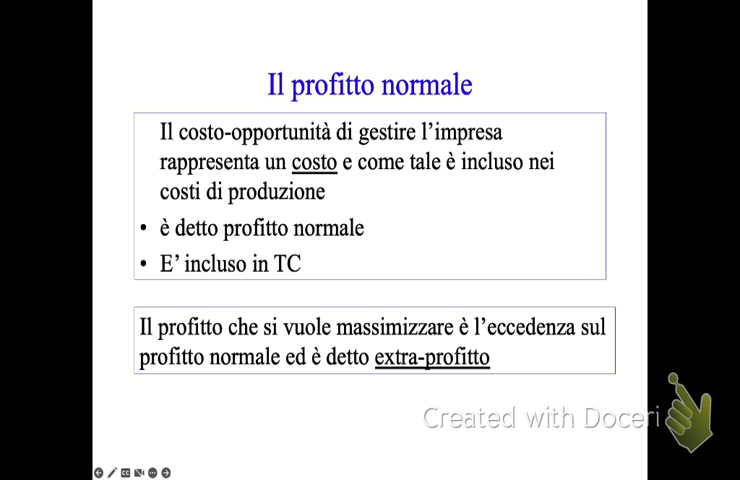 Il profitto normale
Il costo-opportunità di gestire l'impresa
rappresenta un costo e come tale è incluso nei
costi di produzione
• è detto profitto normale
• E' incluso in TC
Il profitto che si vuole massimizzare è l'eccedenza sul
profitto normale ed è detto extra-profitto
Created with Doceri